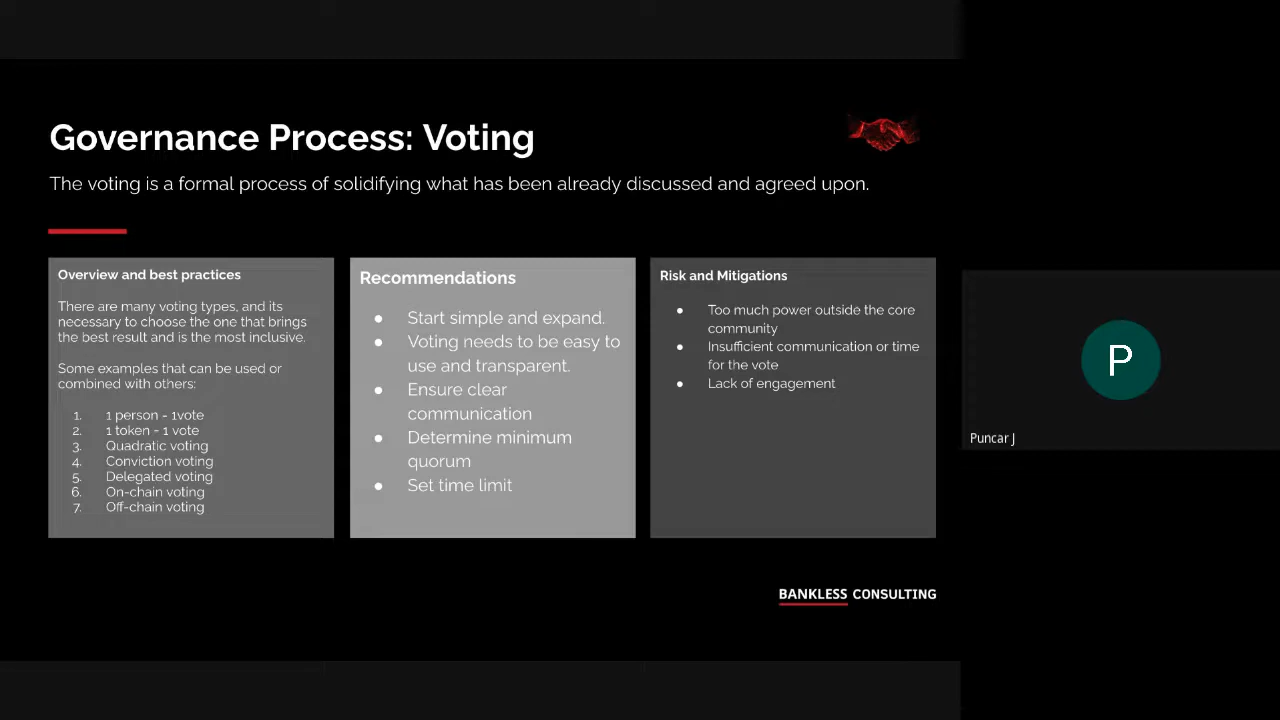 Governance Process: Voting
The voting is a formal process of solidifying what has been already discussed and agreed upon.
Overview and best practices
There are many voting types, and its
necessary to choose the one that brings
the best result and is the most inclusive.
Some examples that can be used or
combined with others:
1. 1 person - 1vote
2. 1 token - 1 vote
3. Quadratic voting
4. Conviction voting
5. Delegated voting
6. On-chain voting
7. Off-chain voting
Recommendations
● Start simple and expand.
● Voting needs to be easy to
use and transparent.
● Ensure clear
communication
● Determine minimum
quorum
● Set time limit
Risk and Mitigations
● Too much power outside the core
community
● Insufficient communication or time
for the vote
● Lack of engagement
BANKLESS CONSULTING
P
Puncar J